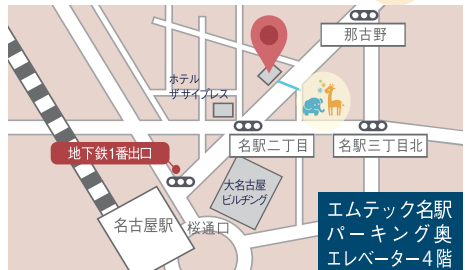 那古野
ホテル
ザサイプレス
名駅二丁目
名駅三丁目北
地下鉄1番出口
大名古屋
ビルヂング
名古屋駅
桜通口
エムテック名駅
パーキング奥
エレベーター4階